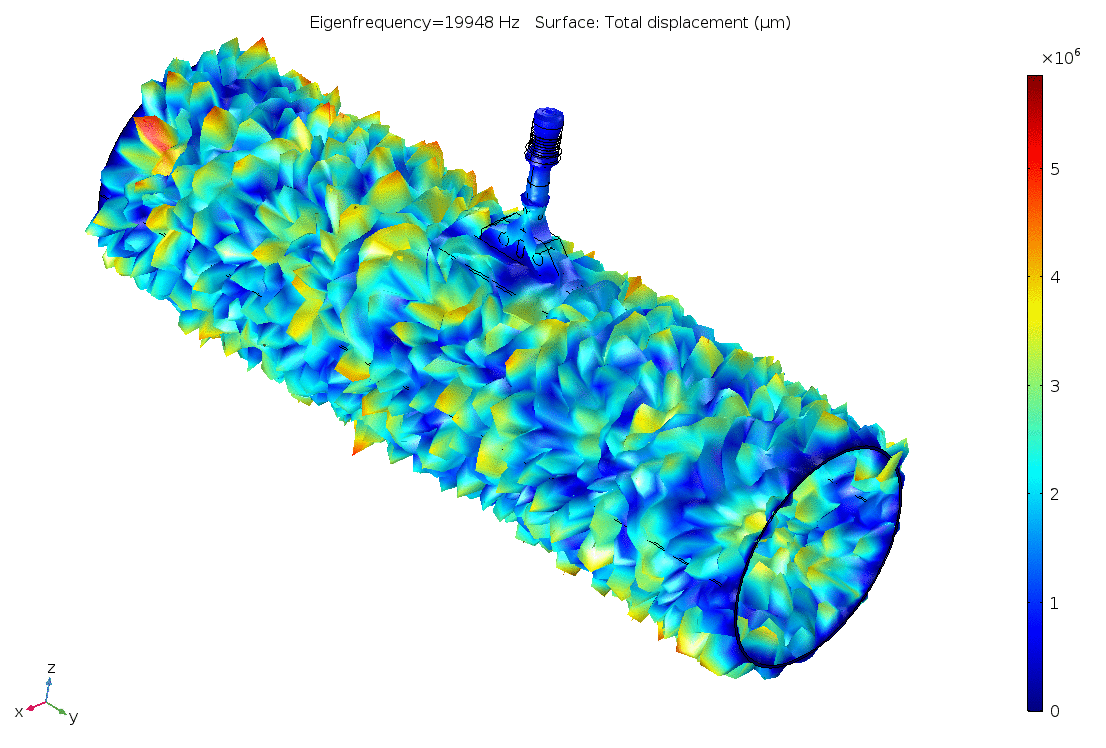 Eigenfrequency=19948 Hz Surface: Total displacement (µm)
×10⁶
5
4
3
2
1
0
z
x
y